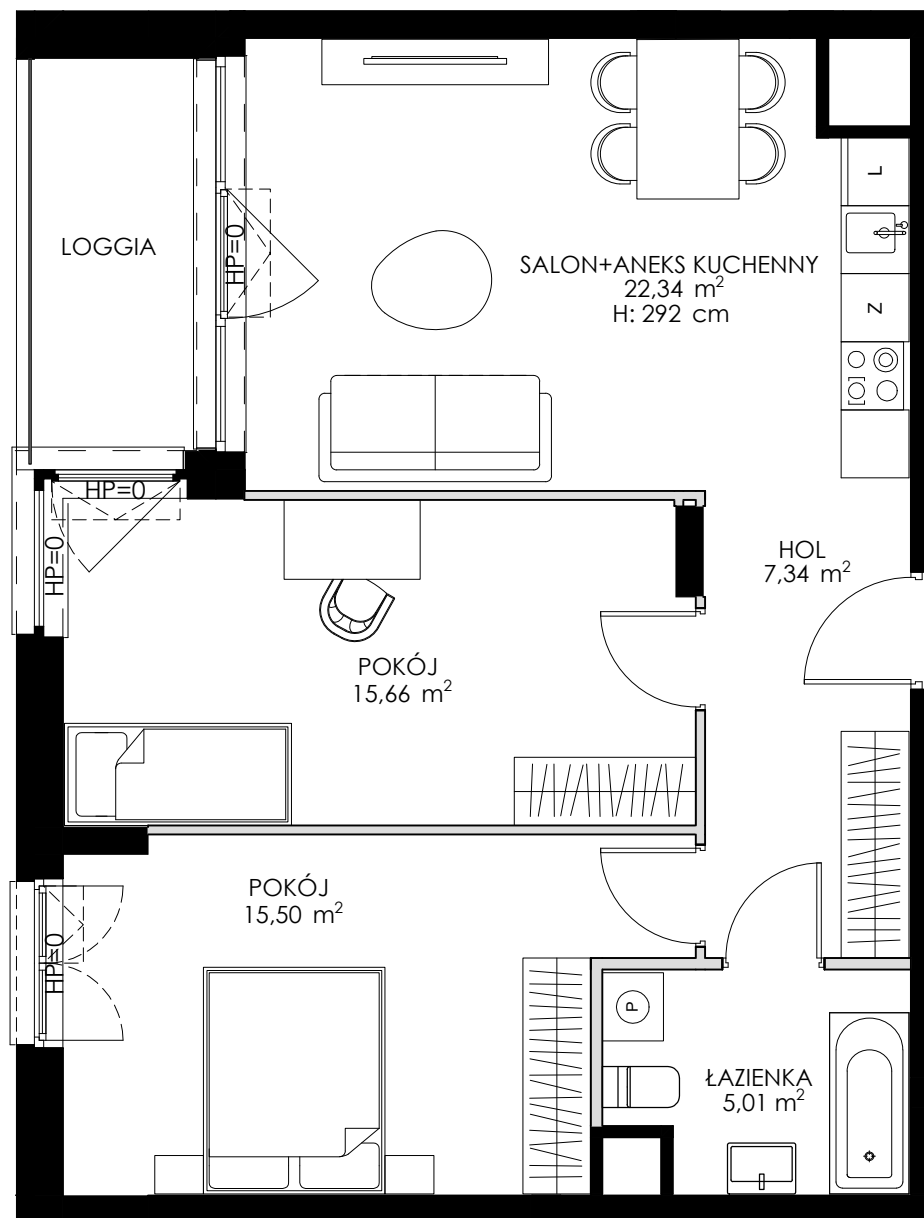 LOGGIA
HP=0
SALON+ANEKS KUCHENNY
22,34 m²
H: 292 cm
L
Z
HP=0
HP=0
HOL
7,34 m²
POKÓJ
15,66 m²
POKÓJ
15,50 m²
HP=0
P
ŁAZIENKA
5,01 m²